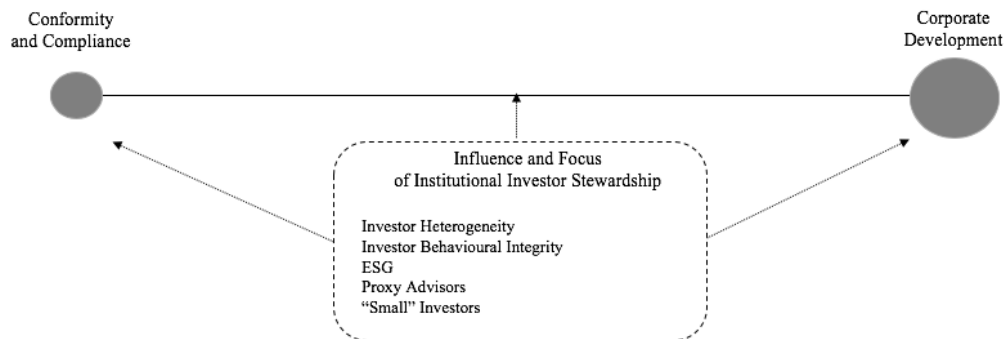 Conformity
and Compliance
Corporate
Development
Influence and Focus
of Institutional Investor Stewardship
Investor Heterogeneity
Investor Behavioural Integrity
ESG
Proxy Advisors
“Small” Investors